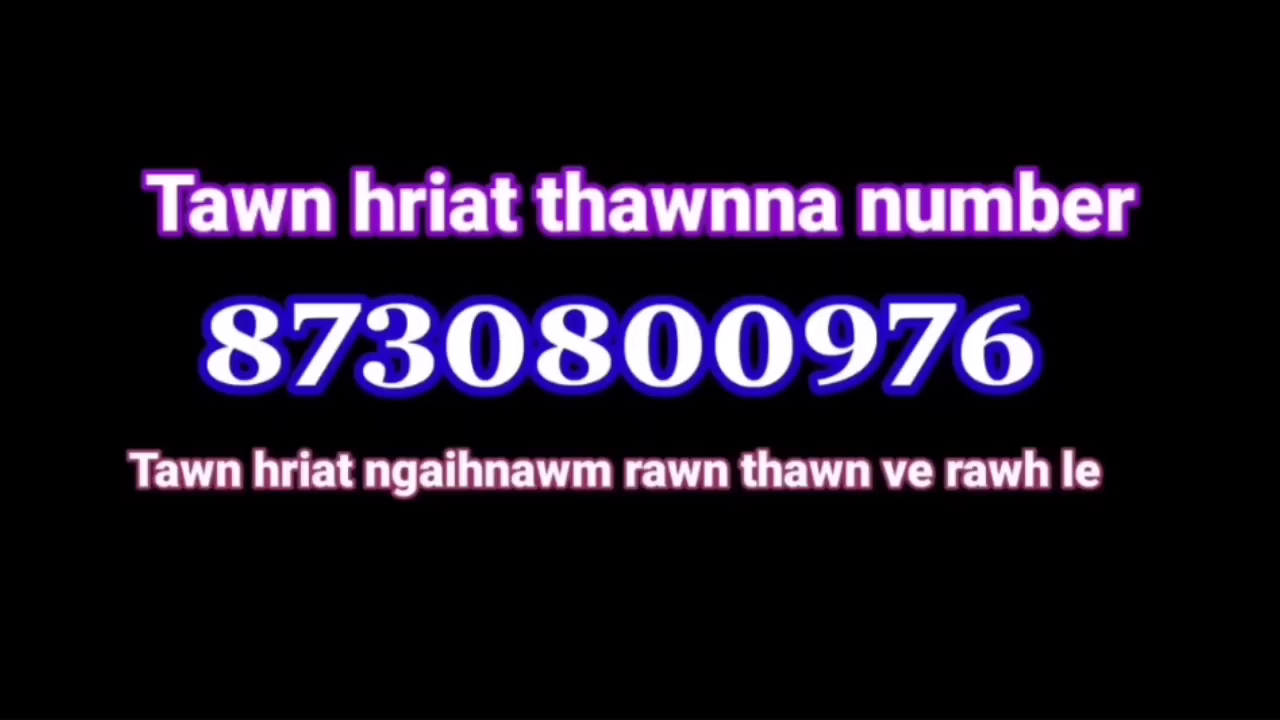 Tawn hriat thawnna number
8730800976
Tawn hriat ngaihnawm rawn thawn ve rawh le